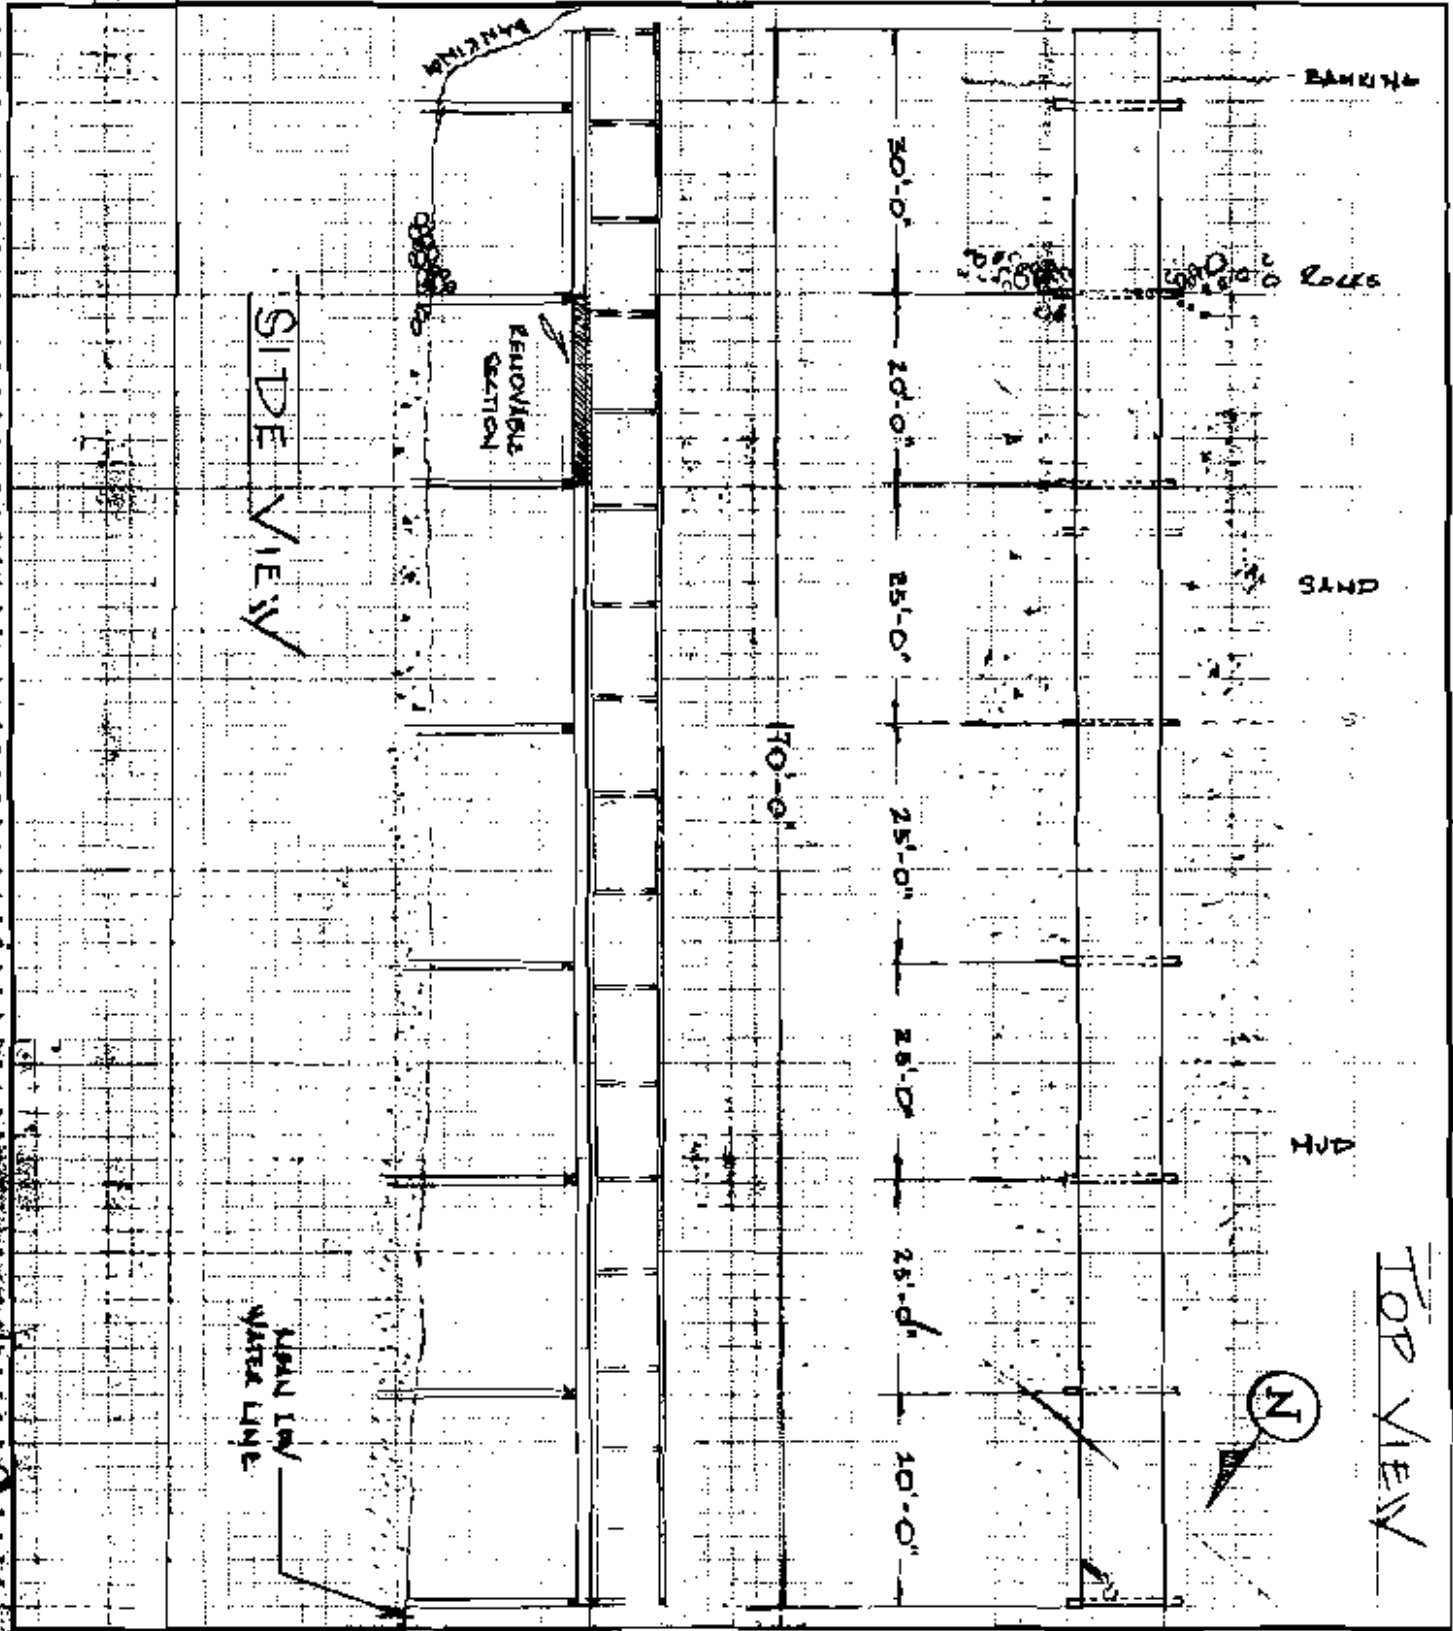 TOP VIEW
N
BANKING
ROCKS
SAND
MUD
30'-0"
20'-0"
25'-0"
25'-0"
25'-0"
25'-0"
20'-0"
170'-0"
BANKING
REMOVABLE
SECTION
MEAN LOW
WATER LINE
SIDE VIEW